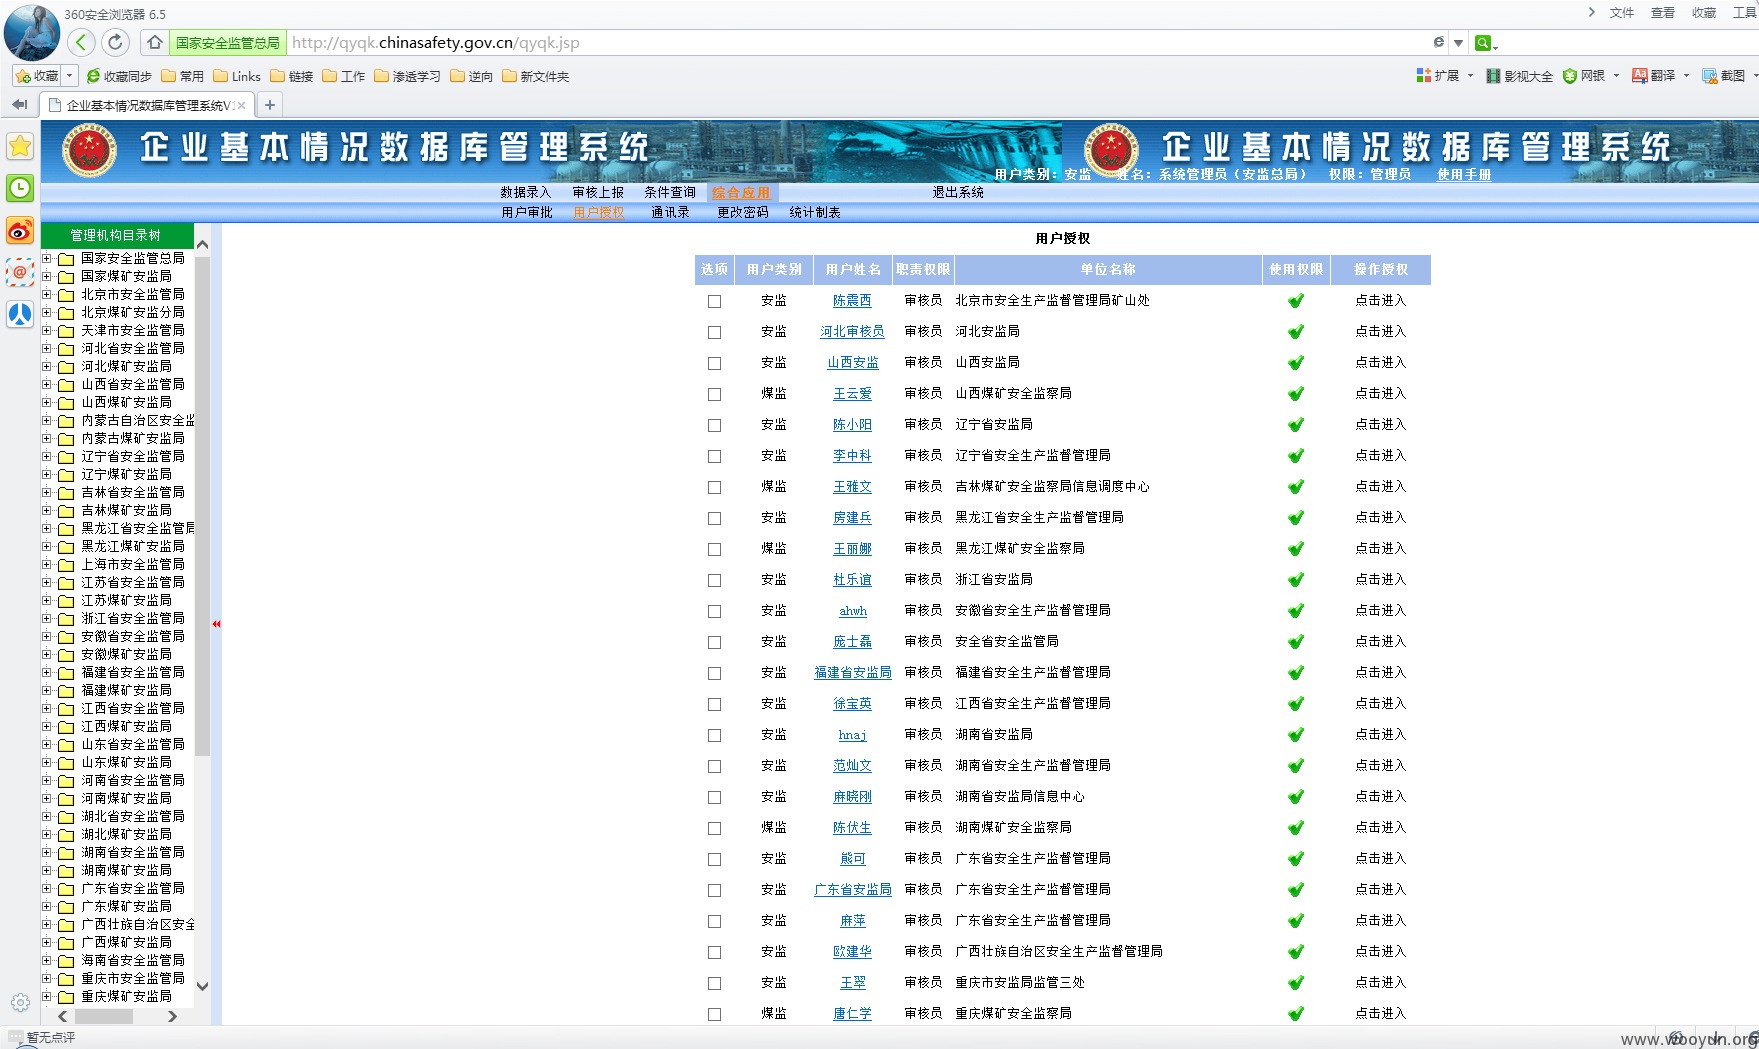 360安全浏览器 6.5
文件 查看 收藏 工具
国家安全监管总局 http://qyqk.chinasafety.gov.cn/qyqk.jsp
收藏 收藏同步 常用 Links 链接 工作 渗透学习 逆向 新文件夹 扩展 影视大全 网银 翻译 截图
企业基本情况数据库管理系统V1
企业基本情况数据库管理系统 企业基本情况数据库管理系统
用户类别：安监 姓名：系统管理员（安监总局） 权限：管理员 使用手册
数据录入 审核上报 条件查询 综合应用 退出系统
用户审批 用户授权 通讯录 更改密码 统计制表
管理机构目录树
国家安全监管总局
国家煤矿安监局
北京市安全监管局
北京煤矿安监分局
天津市安全监管局
河北省安全监管局
河北煤矿安监局
山西省安全监管局
山西煤矿安监局
内蒙古自治区安全监
内蒙古煤矿安监局
辽宁省安全监管局
辽宁煤矿安监局
吉林省安全监管局
吉林煤矿安监局
黑龙江省安全监管局
黑龙江煤矿安监局
上海市安全监管局
江苏省安全监管局
江苏煤矿安监局
浙江省安全监管局
安徽省安全监管局
安徽煤矿安监局
福建省安全监管局
福建煤矿安监局
江西省安全监管局
江西煤矿安监局
山东省安全监管局
山东煤矿安监局
河南省安全监管局
河南煤矿安监局
湖北省安全监管局
湖北煤矿安监局
湖南省安全监管局
湖南煤矿安监局
广东省安全监管局
广东煤矿安监局
广西壮族自治区安全
广西煤矿安监局
海南省安全监管局
重庆市安全监管局
重庆煤矿安监局
用户授权
选项 用户类别 用户姓名 职责权限 单位名称 使用权限 操作授权
安监 陈震西 审核员 北京市安全生产监督管理局矿山处 点击进入
安监 河北审核员 审核员 河北安监局 点击进入
安监 山西安监 审核员 山西安监局 点击进入
煤监 王云爱 审核员 山西煤矿安全监察局 点击进入
安监 陈小阳 审核员 辽宁省安监局 点击进入
安监 李中科 审核员 辽宁省安全生产监督管理局 点击进入
煤监 王雅文 审核员 吉林煤矿安全监察局信息调度中心 点击进入
安监 房建兵 审核员 黑龙江省安全生产监督管理局 点击进入
煤监 王丽娜 审核员 黑龙江煤矿安全监察局 点击进入
安监 杜乐谊 审核员 浙江省安监局 点击进入
安监 ahwh 审核员 安徽省安全生产监督管理局 点击进入
安监 庞士磊 审核员 安全省安全监管局 点击进入
安监 福建省安监局 审核员 福建省安全生产监督管理局 点击进入
安监 徐宝英 审核员 江西省安全生产监督管理局 点击进入
安监 hnaj 审核员 湖南省安监局 点击进入
安监 范灿文 审核员 湖南省安全生产监督管理局 点击进入
安监 麻晓刚 审核员 湖南省安监局信息中心 点击进入
煤监 陈伏生 审核员 湖南煤矿安全监察局 点击进入
安监 熊可 审核员 广东省安全生产监督管理局 点击进入
安监 广东省安监局 审核员 广东省安全生产监督管理局 点击进入
安监 麻萍 审核员 广东省安全生产监督管理局 点击进入
安监 欧建华 审核员 广西壮族自治区安全生产监督管理局 点击进入
安监 王翠 审核员 重庆市安监局监管三处 点击进入
煤监 唐仁学 审核员 重庆煤矿安全监察局 点击进入
暂无点评
www.wooyun.org